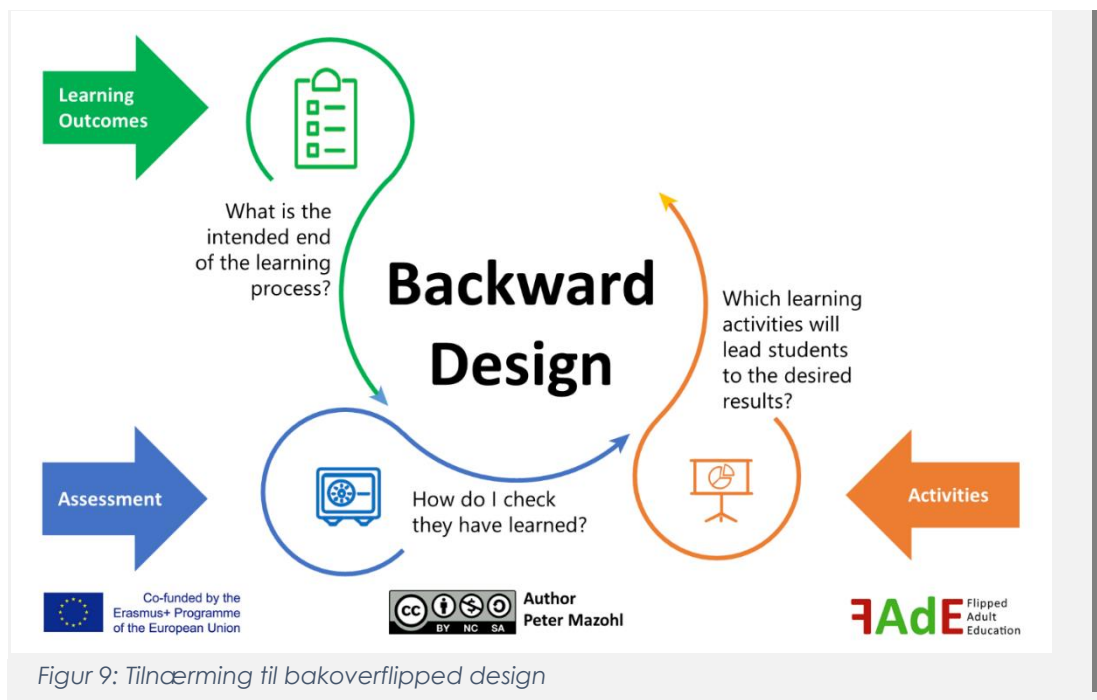 Learning
Outcomes
What is the
intended end
of the learning
process?
Backward
Design
Which learning
activities will
lead students
to the desired
results?
Assessment
How do I check
they have learned?
Activities
Co-funded by the
Erasmus+ Programme
of the European Union
cc
BY NC SA
Author
Peter Mazohl
FAdE
Flipped
Adult
Education
Figur 9: Tilnærming til bakoverflipped design